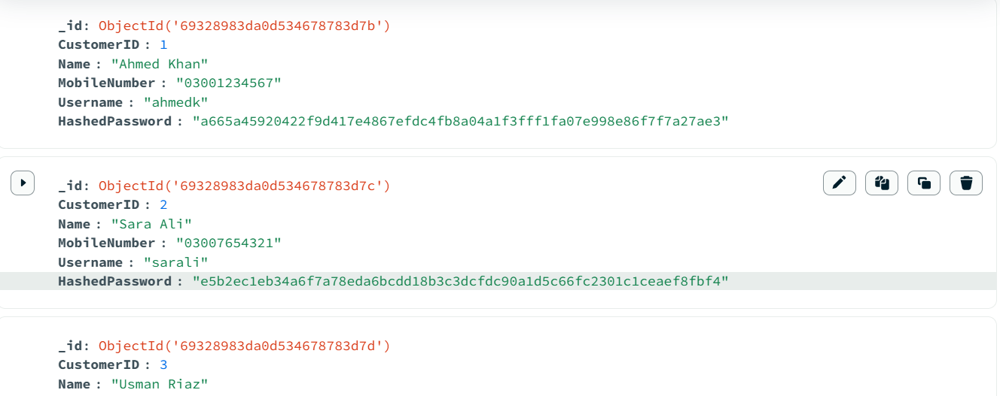 _id: ObjectId('69328983da0d534678783d7b')
CustomerID : 1
Name : "Ahmed Khan"
MobileNumber : "03001234567"
Username : "ahmedk"
HashedPassword : "a665a45920422f9d417e4867efdc4fb8a04a1f3fff1fa07e998e86f7f7a27ae3"
_id: ObjectId('69328983da0d534678783d7c')
CustomerID : 2
Name : "Sara Ali"
MobileNumber : "03007654321"
Username : "sarali"
HashedPassword : "e5b2ec1eb34a6f7a78eda6bcdd18b3c3dcfdc90a1d5c66fc2301c1ceaef8fbf4"
_id: ObjectId('69328983da0d534678783d7d')
CustomerID : 3
Name : "Usman Riaz"